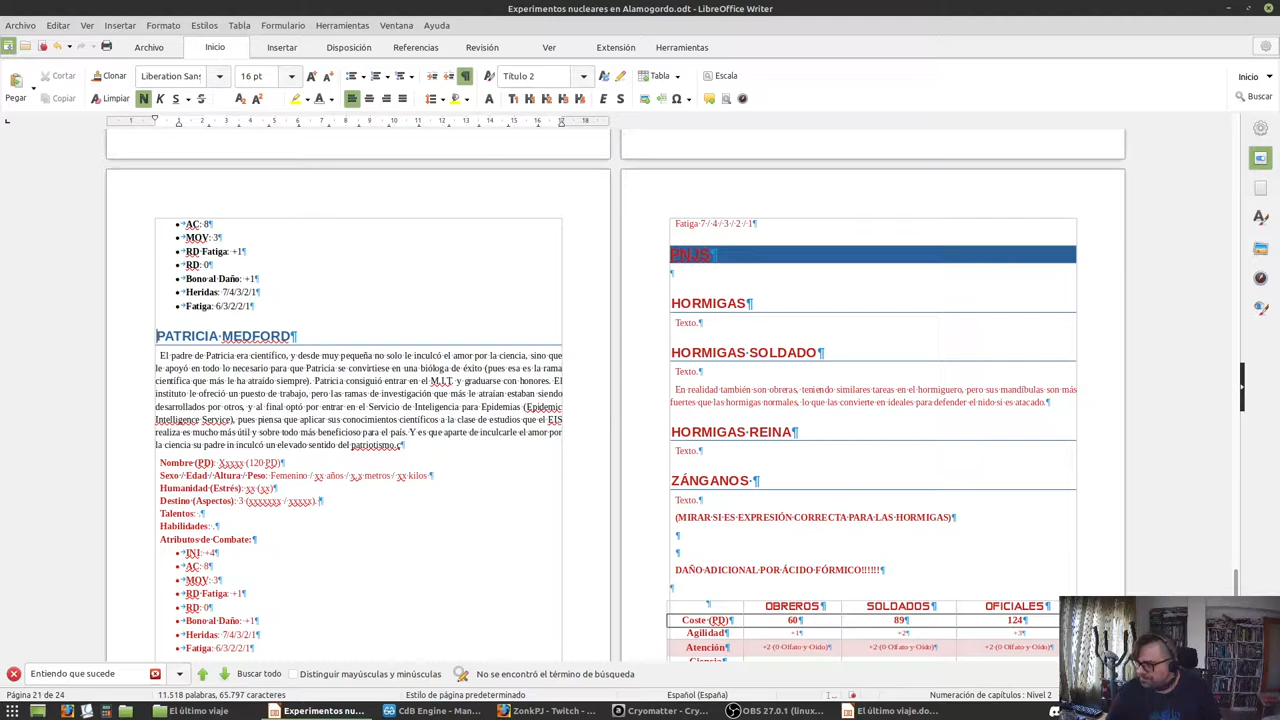 Experimentos nucleares en Alamogordo.odt - LibreOffice Writer
Archivo Editar Ver Insertar Formato Estilos Tabla Formulario Herramientas Ventana Ayuda
Archivo Inicio Insertar Disposición Referencias Revisión Ver Extensión Herramientas
Pegar Cortar Clonar Liberation Sans 16 pt Título 2 Tabla Escala Inicio
Copiar Limpiar Buscar
AC: 8
MOV: 3
RD Fatiga: +1
RD: 0
Bono al Daño: +1
Heridas: 7/4/3/2/1
Fatiga: 6/3/2/2/1
PATRICIA MEDFORD
El padre de Patricia era científico, y desde muy pequeña no solo le inculcó el amor por la ciencia, sino que
le apoyó en todo lo necesario para que Patricia se convirtiese en una bióloga de éxito (pues esa es la rama
científica que más le ha atraído siempre). Patricia consiguió entrar en el M.I.T. y graduarse con honores. El
instituto le ofreció un puesto de trabajo, pero las ramas de investigación que más le atraían estaban siendo
desarrollados por otros, y al final optó por entrar en el Servicio de Inteligencia para Epidemias (Epidemic
Intelligence Service), pues piensa que aplicar sus conocimientos científicos a la clase de estudios que el EIS
realiza es mucho más útil y sobre todo más beneficioso para el país. Y es que aparte de inculcarle el amor por
la ciencia su padre in inculcó un elevado sentido del patriotismo.ç
Nombre (PD): Xxxxx (120 PD)
Sexo / Edad / Altura / Peso: Femenino / xx años / x,x metros / xx kilos
Humanidad (Estrés): xx (xx)
Destino (Aspectos): 3 (xxxxxxx / xxxxx).
Talentos: .
Habilidades: .
Atributos de Combate:
INI: +4
AC: 8
MOV: 3
RD Fatiga: +1
RD: 0
Bono al Daño: +1
Heridas: 7/4/3/2/1
Fatiga: 6/3/2/2/1
Fatiga 7 / 4 / 3 / 2 / 1
PNJS
HORMIGAS
Texto.
HORMIGAS SOLDADO
Texto.
En realidad también son obreras, teniendo similares tareas en el hormiguero, pero sus mandíbulas son más
fuertes que las hormigas normales, lo que las convierte en ideales para defender el nido si es atacado.
HORMIGAS REINA
Texto.
ZÁNGANOS
Texto.
(MIRAR SI ES EXPRESIÓN CORRECTA PARA LAS HORMIGAS)
DAÑO ADICIONAL POR ÁCIDO FÓRMICO!!!!!!
OBREROS SOLDADOS OFICIALES
Coste (PD) 60 89 124
Agilidad +1 +2 +3
Atención +2 (0 Olfato y Oído) +2 (0 Olfato y Oído) +2 (0 Olfato y Oído)
Entiendo que sucede Buscar todo Distinguir mayúsculas y minúsculas No se encontró el término de búsqueda
Página 21 de 24 11.518 palabras, 65.797 caracteres Estilo de página predeterminado Español (España) Numeración de capítulos : Nivel 2
El último viaje Experimentos nu... CdB Engine - Man... ZonkPJ - Twitch - ... Cryomatter - Cry... OBS 27.0.1 (linux... El último viaje.do...